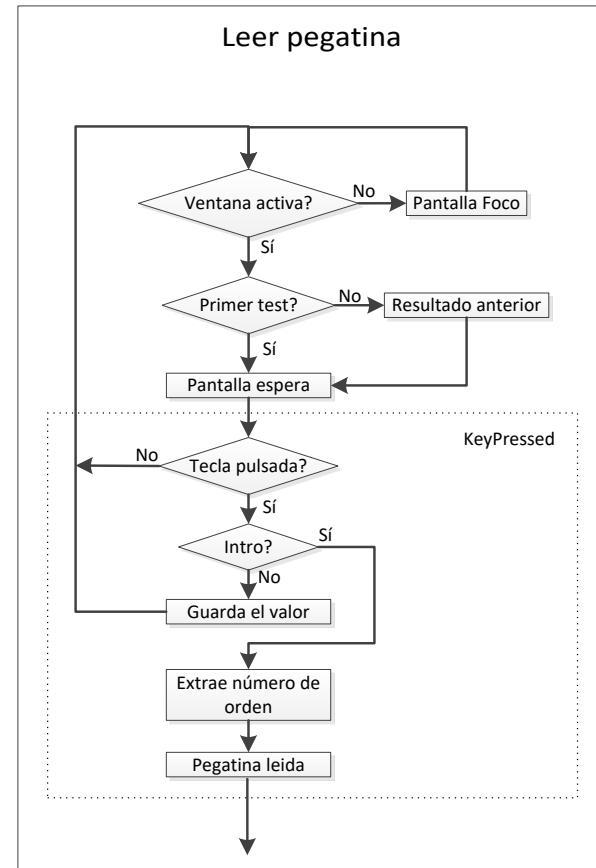 Leer pegatina
Ventana activa?
No
Pantalla Foco
Sí
Primer test?
No
Resultado anterior
Sí
Pantalla espera
KeyPressed
No
Tecla pulsada?
Sí
Intro?
Sí
No
Guarda el valor
Extrae número de
orden
Pegatina leida